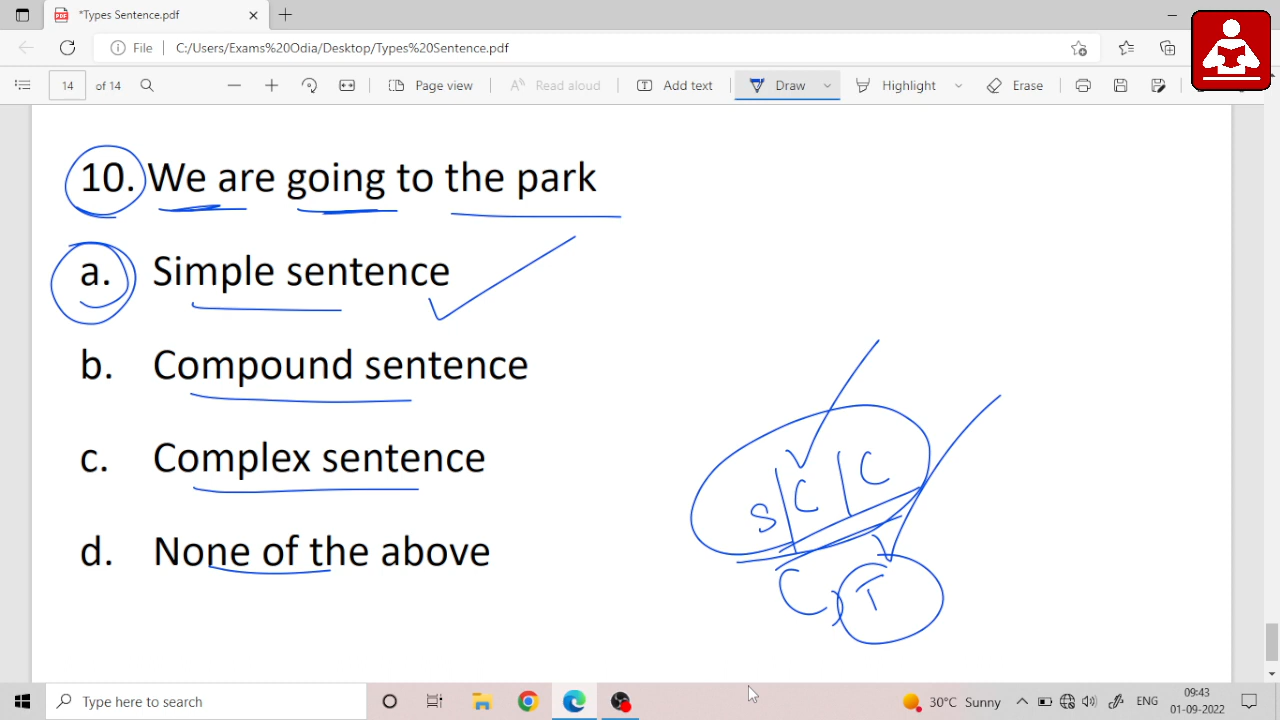 *Types Sentence.pdf
File C:/Users/Exams%20Odia/Desktop/Types%20Sentence.pdf
14 of 14 Page view Read aloud Add text Draw Highlight Erase
10. We are going to the park
a. Simple sentence
b. Compound sentence
c. Complex sentence
d. None of the above
S/C/C
C, T
Type here to search 30°C Sunny ENG 09:43
01-09-2022